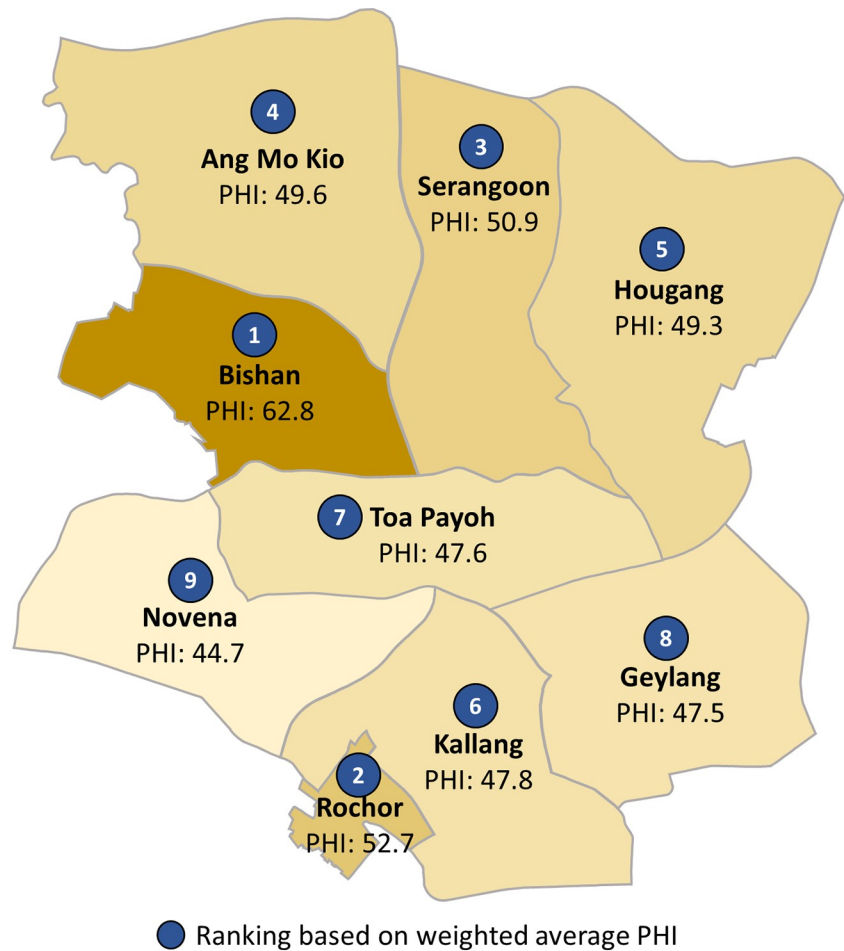 4
Ang Mo Kio
PHI: 49.6
3
Serangoon
PHI: 50.9
5
Hougang
PHI: 49.3
1
Bishan
PHI: 62.8
7 Toa Payoh
PHI: 47.6
9
Novena
PHI: 44.7
8
Geylang
PHI: 47.5
6
Kallang
PHI: 47.8
2
Rochor
PHI: 52.7
Ranking based on weighted average PHI